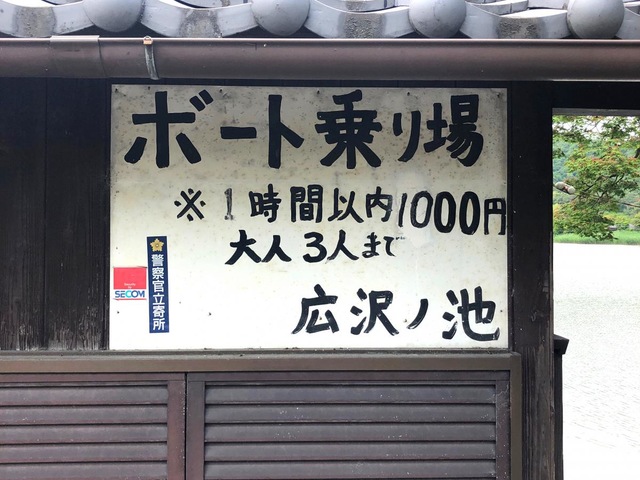 ボート乗り場
※1時間以内1000円
大人3人まで
広沢ノ池
SECOM
警察官立寄所